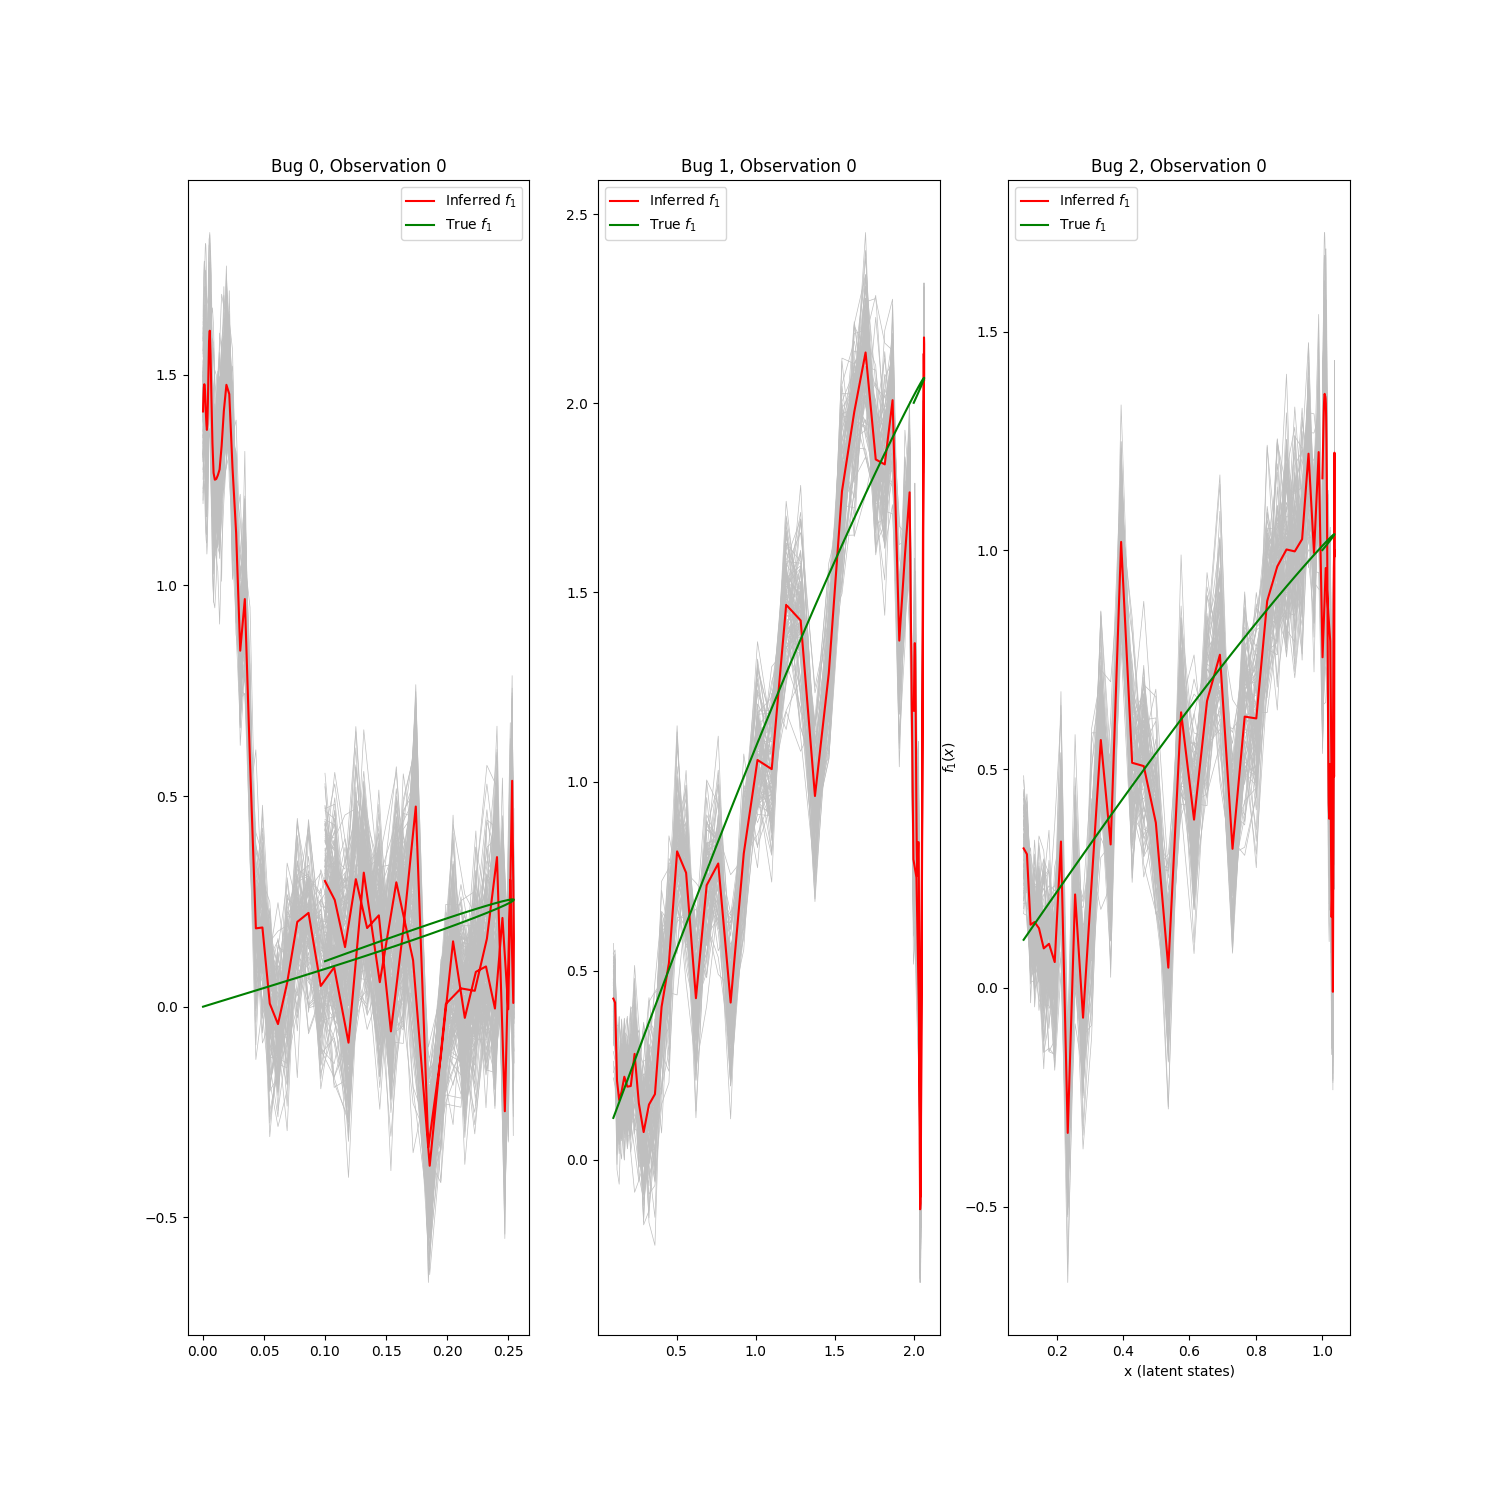 Bug 0, Observation 0
Inferred f₁
True f₁
1.5
1.0
0.5
0.0
−0.5
0.00 0.05 0.10 0.15 0.20 0.25
Bug 1, Observation 0
Inferred f₁
True f₁
2.5
2.0
1.5
1.0
0.5
0.0
0.5 1.0 1.5 2.0
Bug 2, Observation 0
Inferred f₁
True f₁
f₁(x)
1.5
1.0
0.5
0.0
−0.5
0.2 0.4 0.6 0.8 1.0
x (latent states)